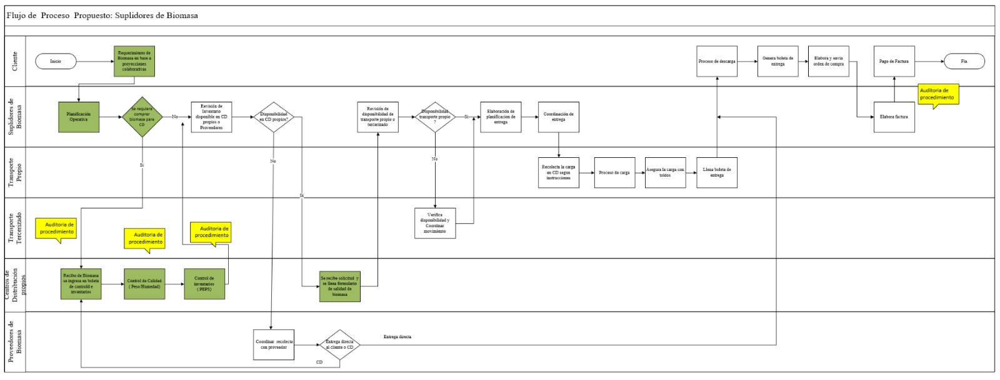 Flujo de Proceso Propuesto: Suplidores de Biomasa
Cliente
Inicio
Requerimiento de
Biomasa en base a
proyecciones
colaborativas
Proceso de descarga
Genera boleta de
entrega
Elabora y envia
orden de compra
Pago de Factura
Fin
Suplidores de
Biomasa
Planificación
Operativa
Se requiere
comprar
biomasa para
CD
No
Si
Revisión de
Inventario
disponible en CD
propios o
Proveedores
Disponibilidad
en CD propios?
No
Si
Revisión de
disponibilidad de
transporte propio o
tercerizado
Disponibilidad
transporte propio
?
Si
No
Elaboración de
planificacion de
entrega
Coordinación de
entrega
Elabora factura
Auditoria de
procedimiento
Transporte
Propio
Recolecta la carga
en CD segun
instrucciones
Proceso de carga
Asegura la carga con
toldos
Llena boleta de
entrega
Transporte
Tercerizado
Auditoria de
procedimiento
Auditoria de
procedimiento
Auditoria de
procedimiento
Verifica
disponibilidad y
Coordinar
movimiento
Centros de
Distribución
propios
Recibo de Biomasa
se ingresa en boleta
de controld e
inventarios
Control de Calidad
( Peso/Humedad)
Control de
inventarios
( PEPS)
Se recibe solicitud y
se llena formulario
de salidad de
biomasa
Proveedores de
Biomasa
Coordinar recolecta
con proveedor
Entrega directa
al cliente o CD
Entrega directa
CD